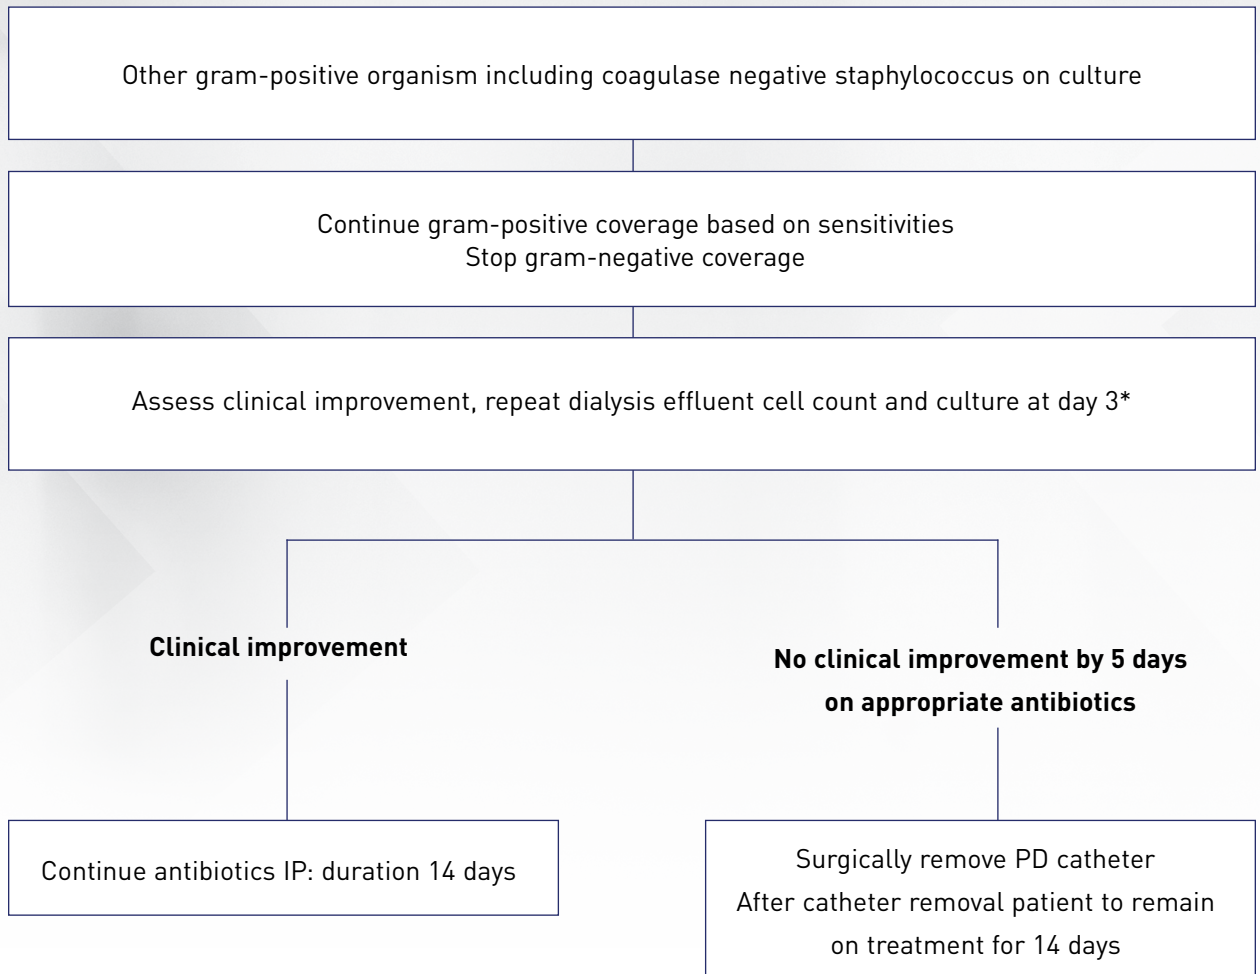 Other gram-positive organism including coagulase negative staphylococcus on culture
Continue gram-positive coverage based on sensitivities
Stop gram-negative coverage
Assess clinical improvement, repeat dialysis effluent cell count and culture at day 3*
Clinical improvement
No clinical improvement by 5 days
on appropriate antibiotics
Continue antibiotics IP: duration 14 days
Surgically remove PD catheter
After catheter removal patient to remain
on treatment for 14 days